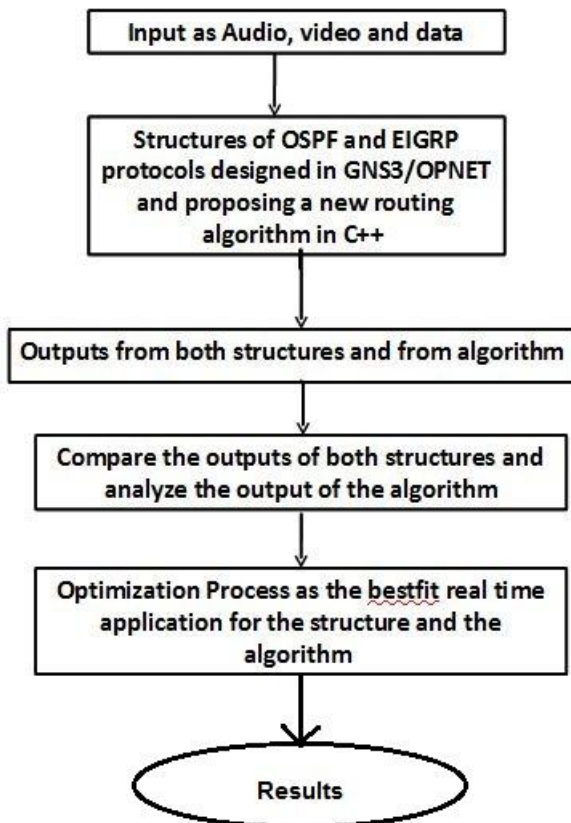 Input as Audio, video and data
Structures of OSPF and EIGRP
protocols designed in GNS3/OPNET
and proposing a new routing
algorithm in C++
Outputs from both structures and from algorithm
Compare the outputs of both structures and
analyze the output of the algorithm
Optimization Process as the bestfit real time
application for the structure and the
algorithm
Results